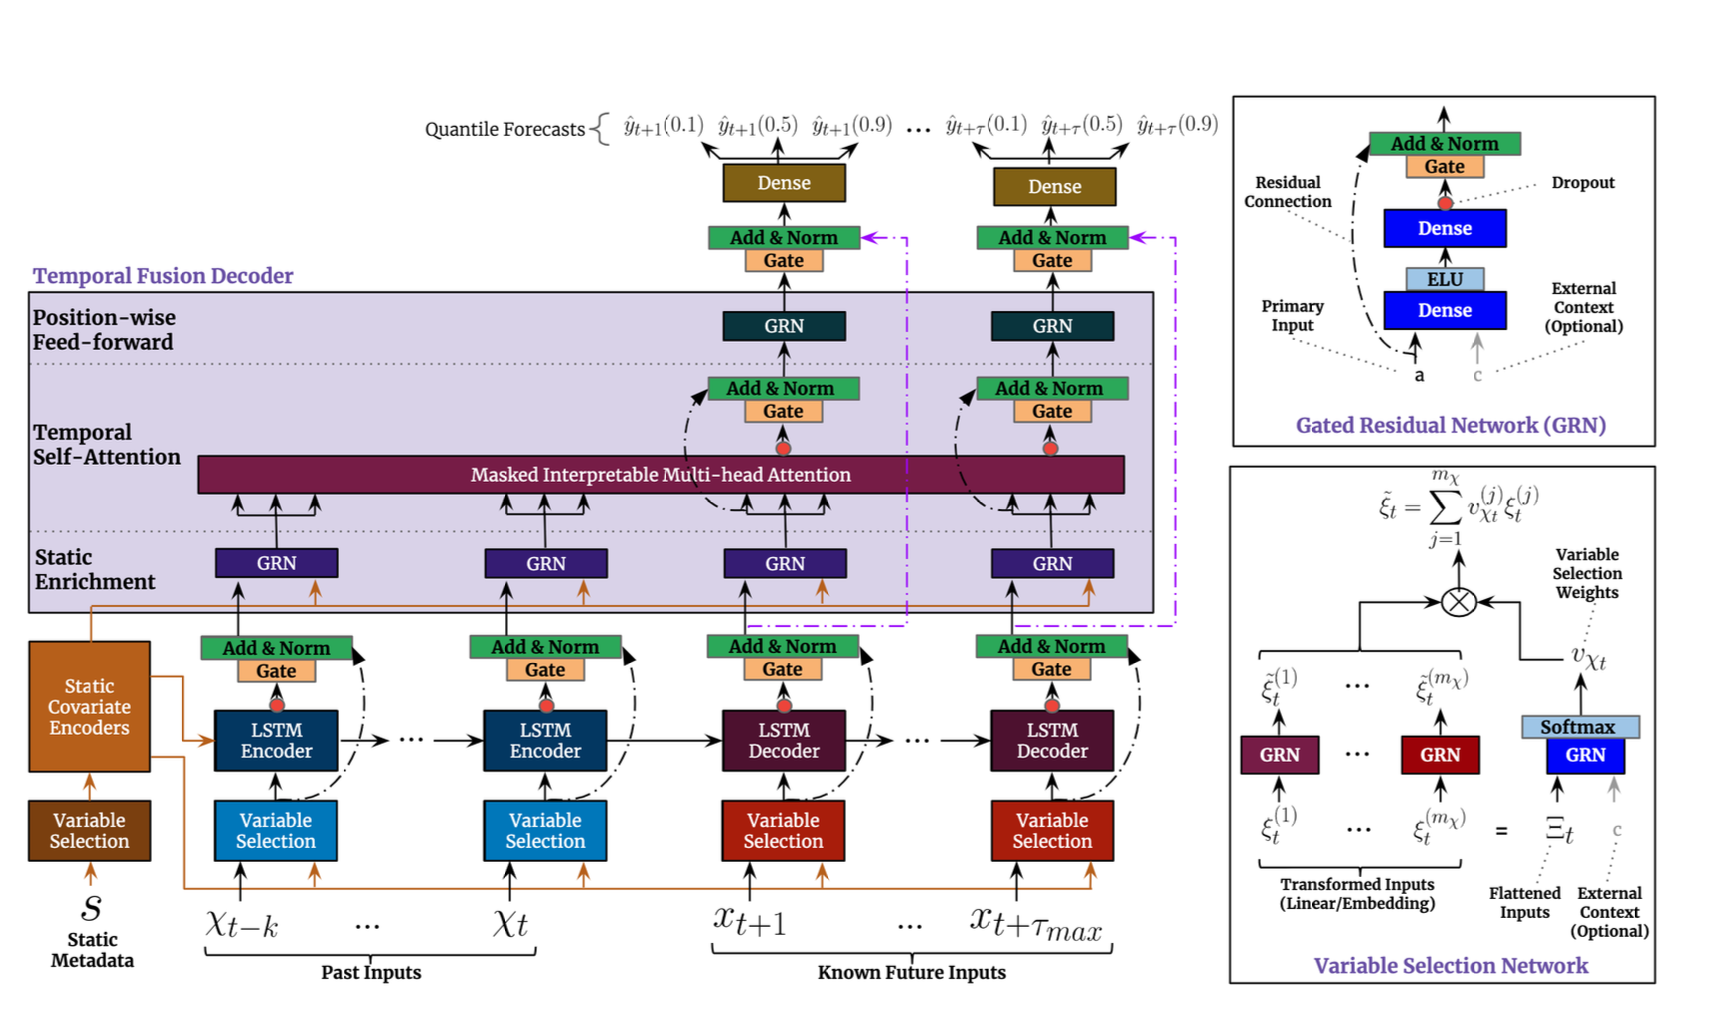 Quantile Forecasts
ŷt+1(0.1) ŷt+1(0.5) ŷt+1(0.9) ... ŷt+τ(0.1) ŷt+τ(0.5) ŷt+τ(0.9)
Dense Dense
Add & Norm Add & Norm
Gate Gate
Temporal Fusion Decoder
Position-wise
Feed-forward
GRN GRN
Add & Norm Add & Norm
Gate Gate
Temporal
Self-Attention
Masked Interpretable Multi-head Attention
Static
Enrichment
GRN GRN GRN GRN
Add & Norm Add & Norm Add & Norm Add & Norm
Gate Gate Gate Gate
Static
Covariate
Encoders
LSTM
Encoder
...
LSTM
Encoder
LSTM
Decoder
...
LSTM
Decoder
Variable
Selection
Variable
Selection
Variable
Selection
Variable
Selection
Variable
Selection
s
Static
Metadata
χt−k ... χt
Past Inputs
xt+1 ... xt+τmax
Known Future Inputs
Add & Norm
Gate
Residual
Connection
Dropout
Dense
ELU
Dense
Primary
Input
External
Context
(Optional)
a c
Gated Residual Network (GRN)
ξ̃t = ∑ j=1 mχ vχt(j) ξt(j)
Variable
Selection
Weights
vχt
ξ̃t(1) ... ξ̃t(mχ)
Softmax
GRN ... GRN GRN
ξt(1) ... ξt(mχ) = Ξt c
Transformed Inputs
(Linear/Embedding)
Flattened
Inputs
External
Context
(Optional)
Variable Selection Network